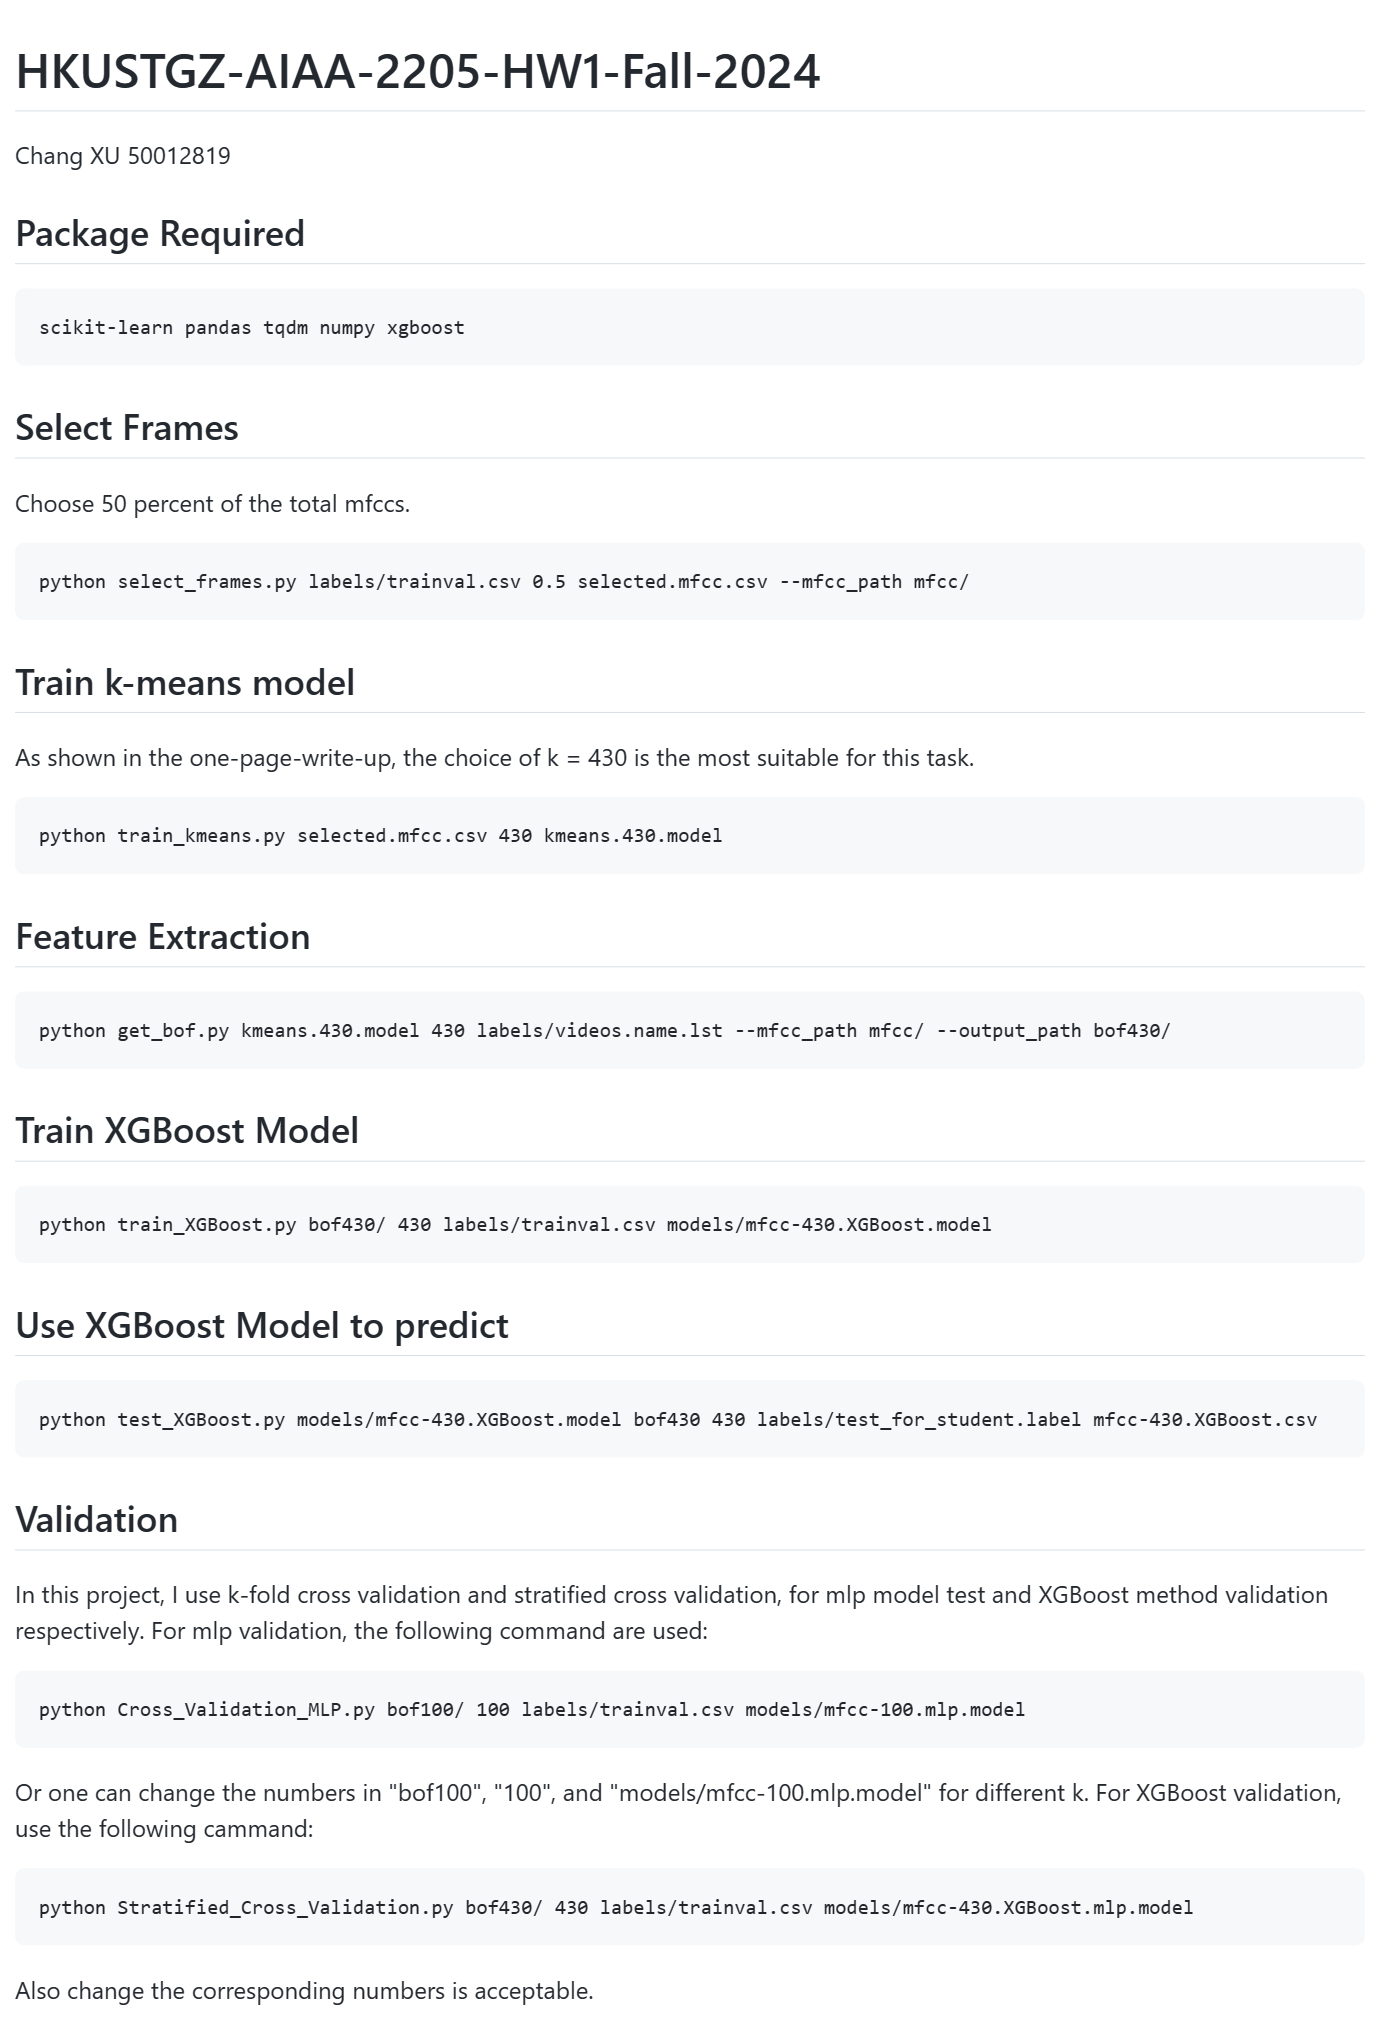 HKUSTGZ-AIAA-2205-HW1-Fall-2024
Chang XU 50012819
Package Required
scikit-learn pandas tqdm numpy xgboost
Select Frames
Choose 50 percent of the total mfccs.
python select_frames.py labels/trainval.csv 0.5 selected.mfcc.csv --mfcc_path mfcc/
Train k-means model
As shown in the one-page-write-up, the choice of k = 430 is the most suitable for this task.
python train_kmeans.py selected.mfcc.csv 430 kmeans.430.model
Feature Extraction
python get_bof.py kmeans.430.model 430 labels/videos.name.lst --mfcc_path mfcc/ --output_path bof430/
Train XGBoost Model
python train_XGBoost.py bof430/ 430 labels/trainval.csv models/mfcc-430.XGBoost.model
Use XGBoost Model to predict
python test_XGBoost.py models/mfcc-430.XGBoost.model bof430 430 labels/test_for_student.label mfcc-430.XGBoost.csv
Validation
In this project, I use k-fold cross validation and stratified cross validation, for mlp model test and XGBoost method validation
respectively. For mlp validation, the following command are used:
python Cross_Validation_MLP.py bof100/ 100 labels/trainval.csv models/mfcc-100.mlp.model
Or one can change the numbers in "bof100", "100", and "models/mfcc-100.mlp.model" for different k. For XGBoost validation,
use the following cammand:
python Stratified_Cross_Validation.py bof430/ 430 labels/trainval.csv models/mfcc-430.XGBoost.mlp.model
Also change the corresponding numbers is acceptable.